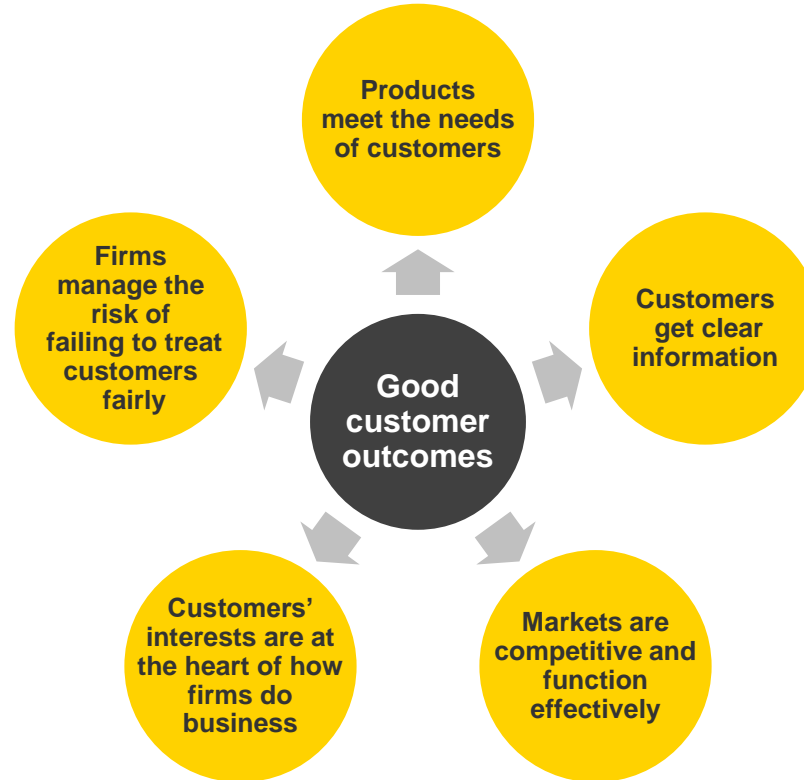 Products
meet the needs
of customers
Firms
manage the
risk of
failing to treat
customers
fairly
Customers
get clear
information
Good
customer
outcomes
Customers’
interests are at
the heart of how
firms do
business
Markets are
competitive and
function
effectively